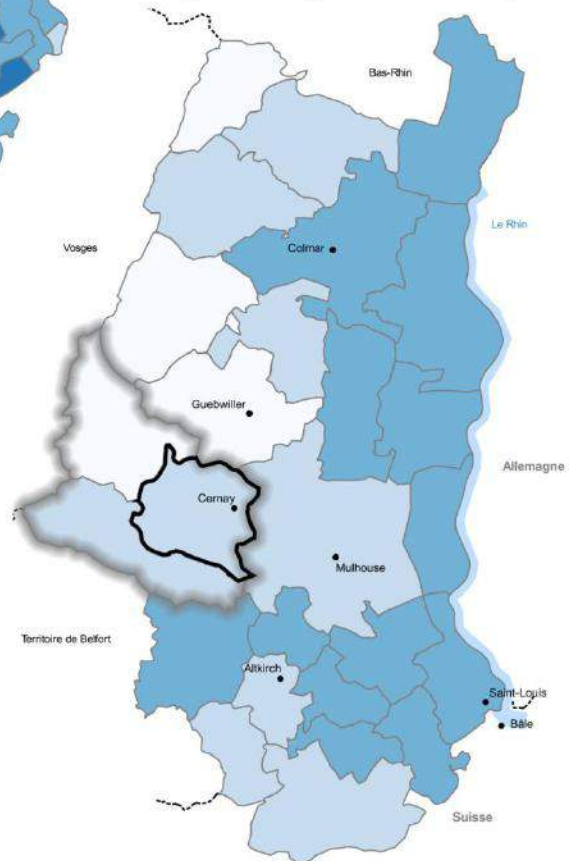 Bas-Rhin
Le Rhin
Vosges
Colmar
Guebwiller
Allemagne
Cernay
Mulhouse
Territoire de Belfort
Altkirch
Saint-Louis
Bâle
Suisse